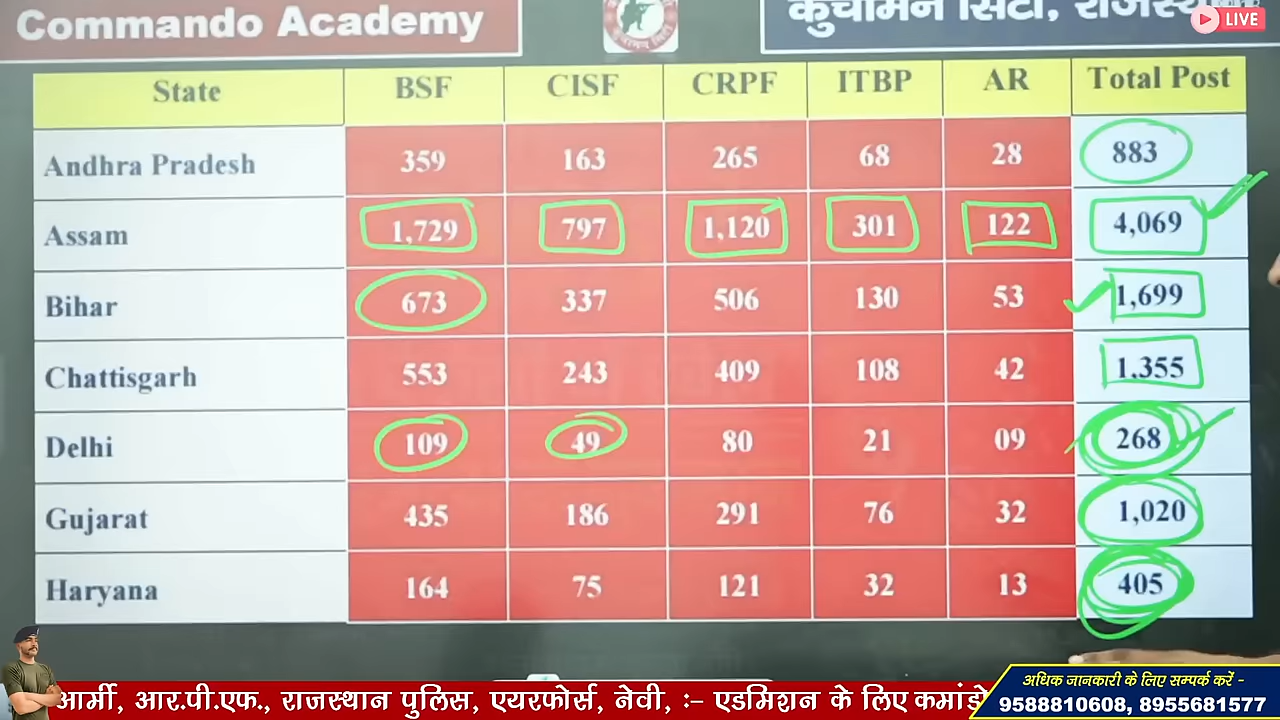 Commando Academy
कुचामन सिटी, राजस्थान
LIVE
State BSF CISF CRPF ITBP AR Total Post
Andhra Pradesh 359 163 265 68 28 883
Assam 1,729 797 1,120 301 122 4,069
Bihar 673 337 506 130 53 1,699
Chattisgarh 553 243 409 108 42 1,355
Delhi 109 49 80 21 09 268
Gujarat 435 186 291 76 32 1,020
Haryana 164 75 121 32 13 405
आर्मी, आर.पी.एफ., राजस्थान पुलिस, एयरफोर्स, नेवी, :- एडमिशन के लिए कमांडो
अधिक जानकारी के लिए सम्पर्क करें -
9588810608, 8955681577